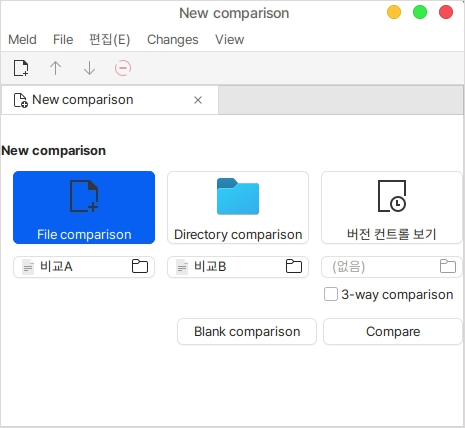 New comparison
Meld File 편집(E) Changes View
New comparison
New comparison
File comparison Directory comparison 버전 컨트롤 보기
비교A 비교B (없음)
3-way comparison
Blank comparison Compare